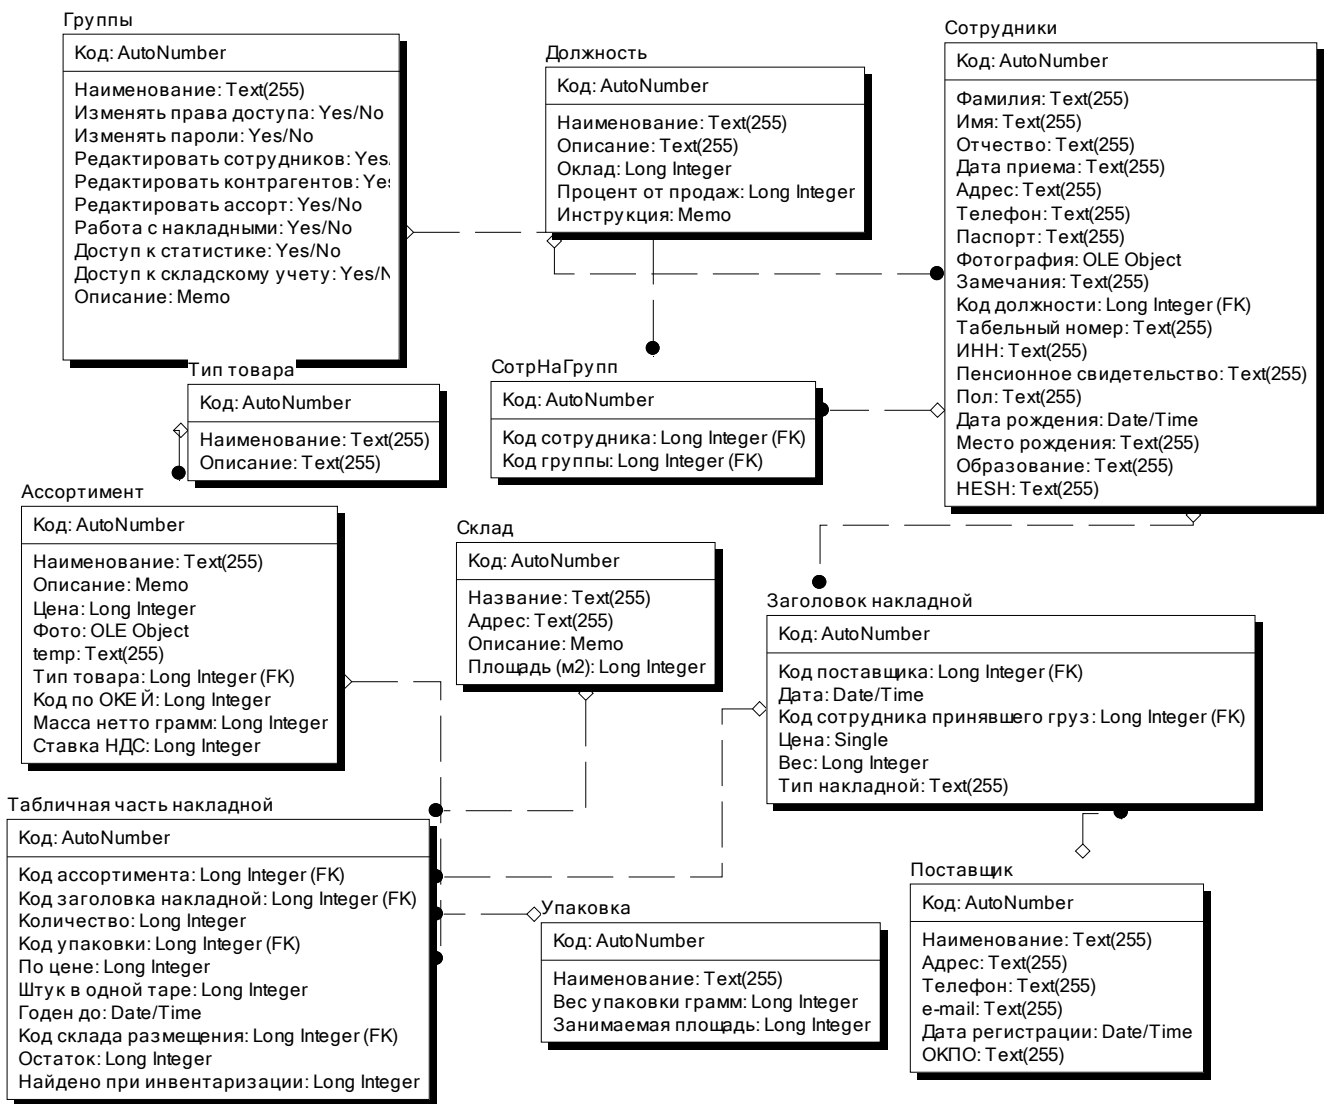 Группы
Код: AutoNumber
Наименование: Text(255)
Изменять права доступа: Yes/No
Изменять пароли: Yes/No
Редактировать сотрудников: Yes
Редактировать контрагентов: Yes
Редактировать ассорт: Yes/No
Работа с накладными: Yes/No
Доступ к статистике: Yes/No
Доступ к складскому учету: Yes/N
Описание: Memo
Должность
Код: AutoNumber
Наименование: Text(255)
Описание: Text(255)
Оклад: Long Integer
Процент от продаж: Long Integer
Инструкция: Memo
Сотрудники
Код: AutoNumber
Фамилия: Text(255)
Имя: Text(255)
Отчество: Text(255)
Дата приема: Text(255)
Адрес: Text(255)
Телефон: Text(255)
Паспорт: Text(255)
Фотография: OLE Object
Замечания: Text(255)
Код должности: Long Integer (FK)
Табельный номер: Text(255)
ИНН: Text(255)
Пенсионное свидетельство: Text(255)
Пол: Text(255)
Дата рождения: Date/Time
Место рождения: Text(255)
Образование: Text(255)
HESH: Text(255)
Тип товара
Код: AutoNumber
Наименование: Text(255)
Описание: Text(255)
СотрНаГрупп
Код: AutoNumber
Код сотрудника: Long Integer (FK)
Код группы: Long Integer (FK)
Ассортимент
Код: AutoNumber
Наименование: Text(255)
Описание: Memo
Цена: Long Integer
Фото: OLE Object
temp: Text(255)
Тип товара: Long Integer (FK)
Код по ОКЕЙ: Long Integer
Масса нетто грамм: Long Integer
Ставка НДС: Long Integer
Склад
Код: AutoNumber
Название: Text(255)
Адрес: Text(255)
Описание: Memo
Площадь (м2): Long Integer
Заголовок накладной
Код: AutoNumber
Код поставщика: Long Integer (FK)
Дата: Date/Time
Код сотрудника принявшего груз: Long Integer (FK)
Цена: Single
Вес: Long Integer
Тип накладной: Text(255)
Табличная часть накладной
Код: AutoNumber
Код ассортимента: Long Integer (FK)
Код заголовка накладной: Long Integer (FK)
Количество: Long Integer
Код упаковки: Long Integer (FK)
По цене: Long Integer
Штук в одной таре: Long Integer
Годен до: Date/Time
Код склада размещения: Long Integer (FK)
Остаток: Long Integer
Найдено при инвентаризации: Long Integer
Упаковка
Код: AutoNumber
Наименование: Text(255)
Вес упаковки грамм: Long Integer
Занимаемая площадь: Long Integer
Поставщик
Код: AutoNumber
Наименование: Text(255)
Адрес: Text(255)
Телефон: Text(255)
e-mail: Text(255)
Дата регистрации: Date/Time
ОКПО: Text(255)